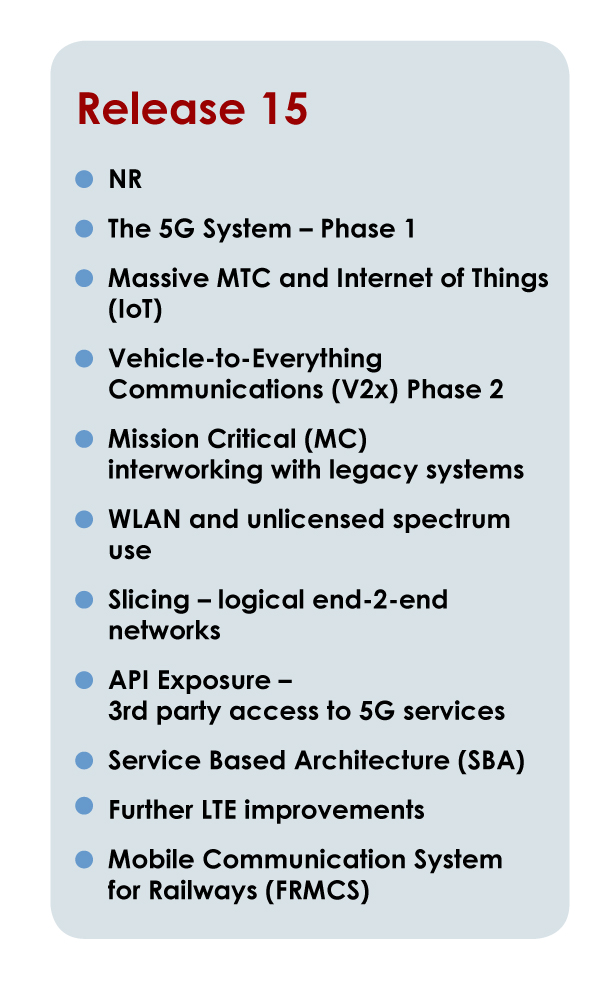 Release 15
NR
The 5G System – Phase 1
Massive MTC and Internet of Things
(IoT)
Vehicle-to-Everything
Communications (V2x) Phase 2
Mission Critical (MC)
interworking with legacy systems
WLAN and unlicensed spectrum
use
Slicing – logical end-2-end
networks
API Exposure –
3rd party access to 5G services
Service Based Architecture (SBA)
Further LTE improvements
Mobile Communication System
for Railways (FRMCS)